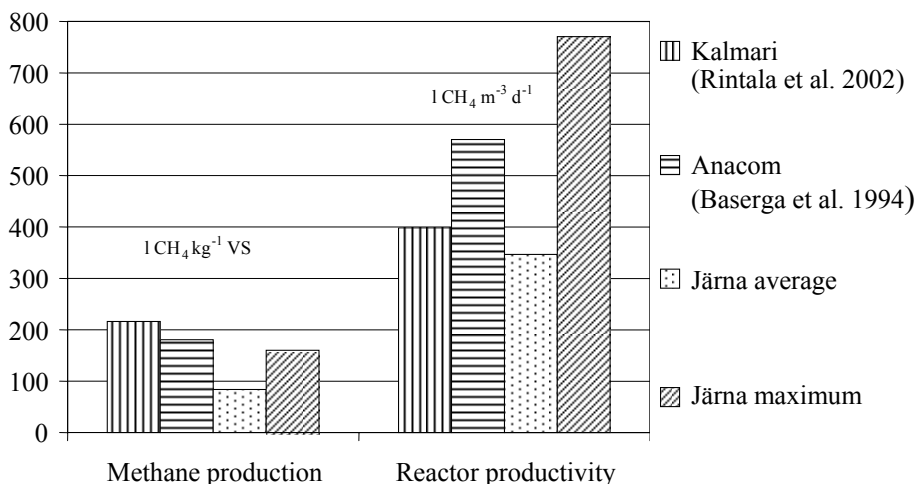 800
700
600
500
400
300
200
100
0
l CH₄ kg⁻¹ VS
l CH₄ m⁻³ d⁻¹
Methane production
Reactor productivity
Kalmari
(Rintala et al. 2002)
Anacom
(Baserga et al. 1994)
Järna average
Järna maximum